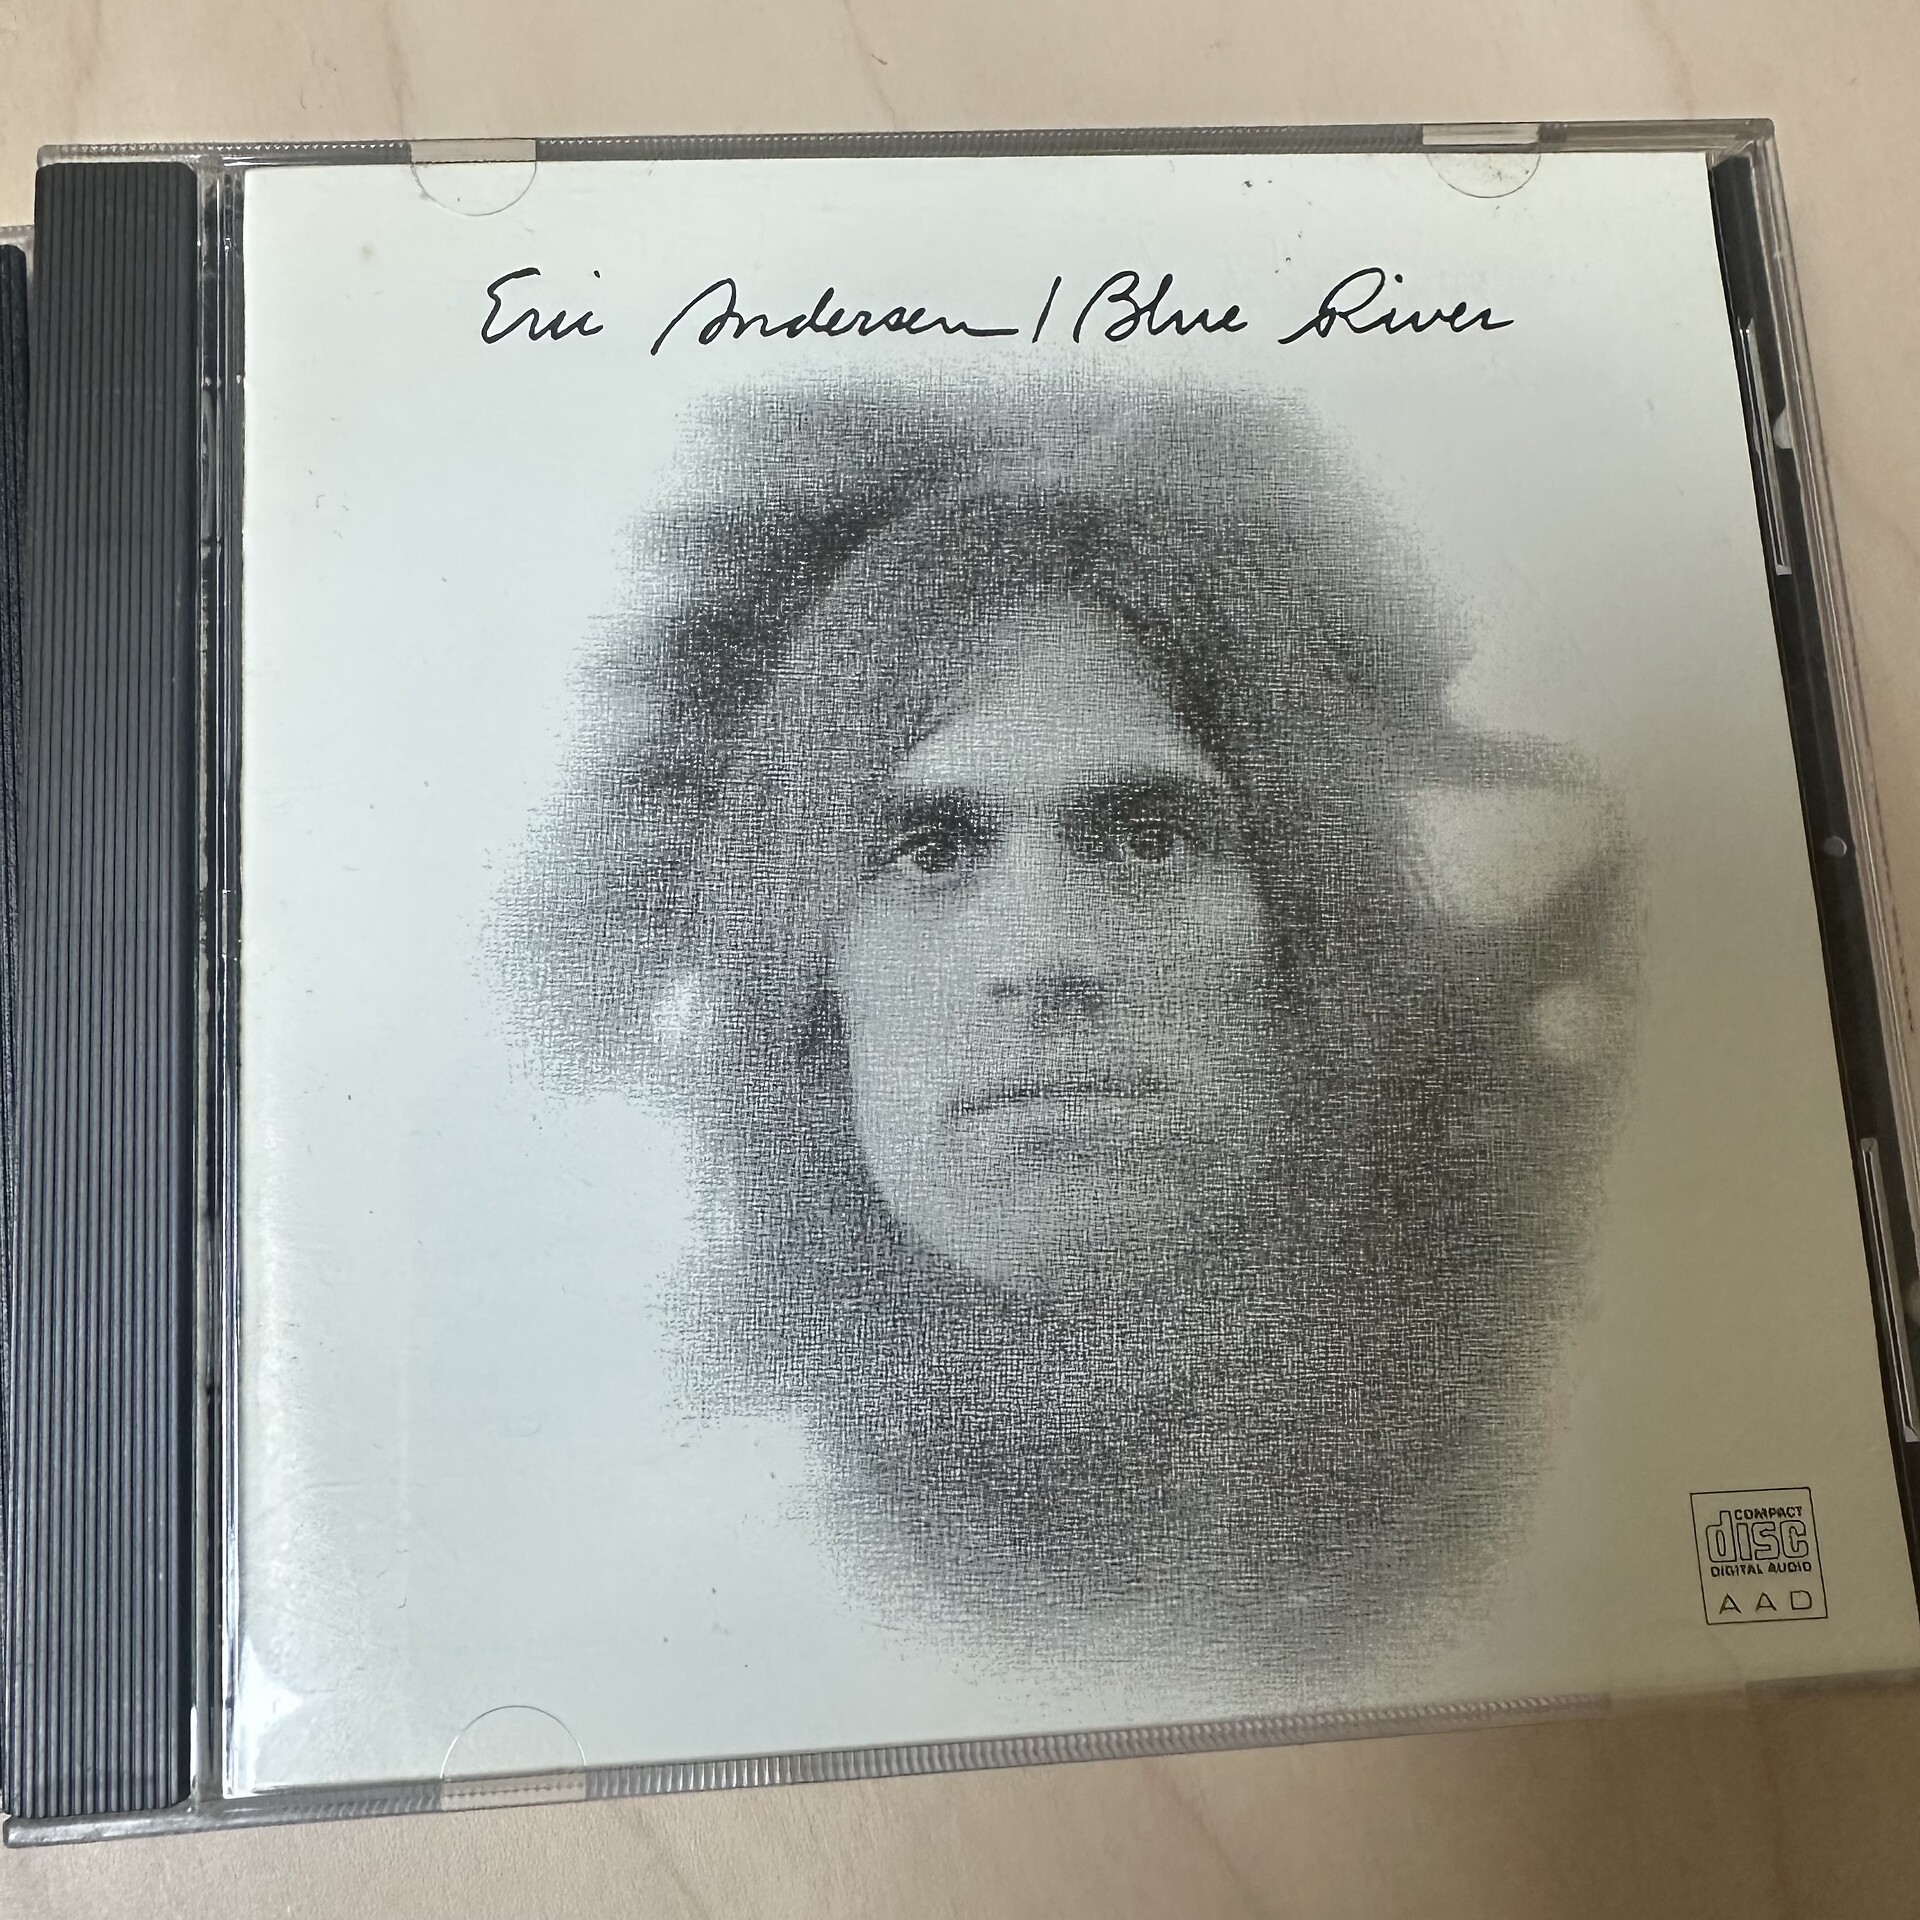 Eric Andersen / Blue River
COMPACT
disc
DIGITAL AUDIO
AAD